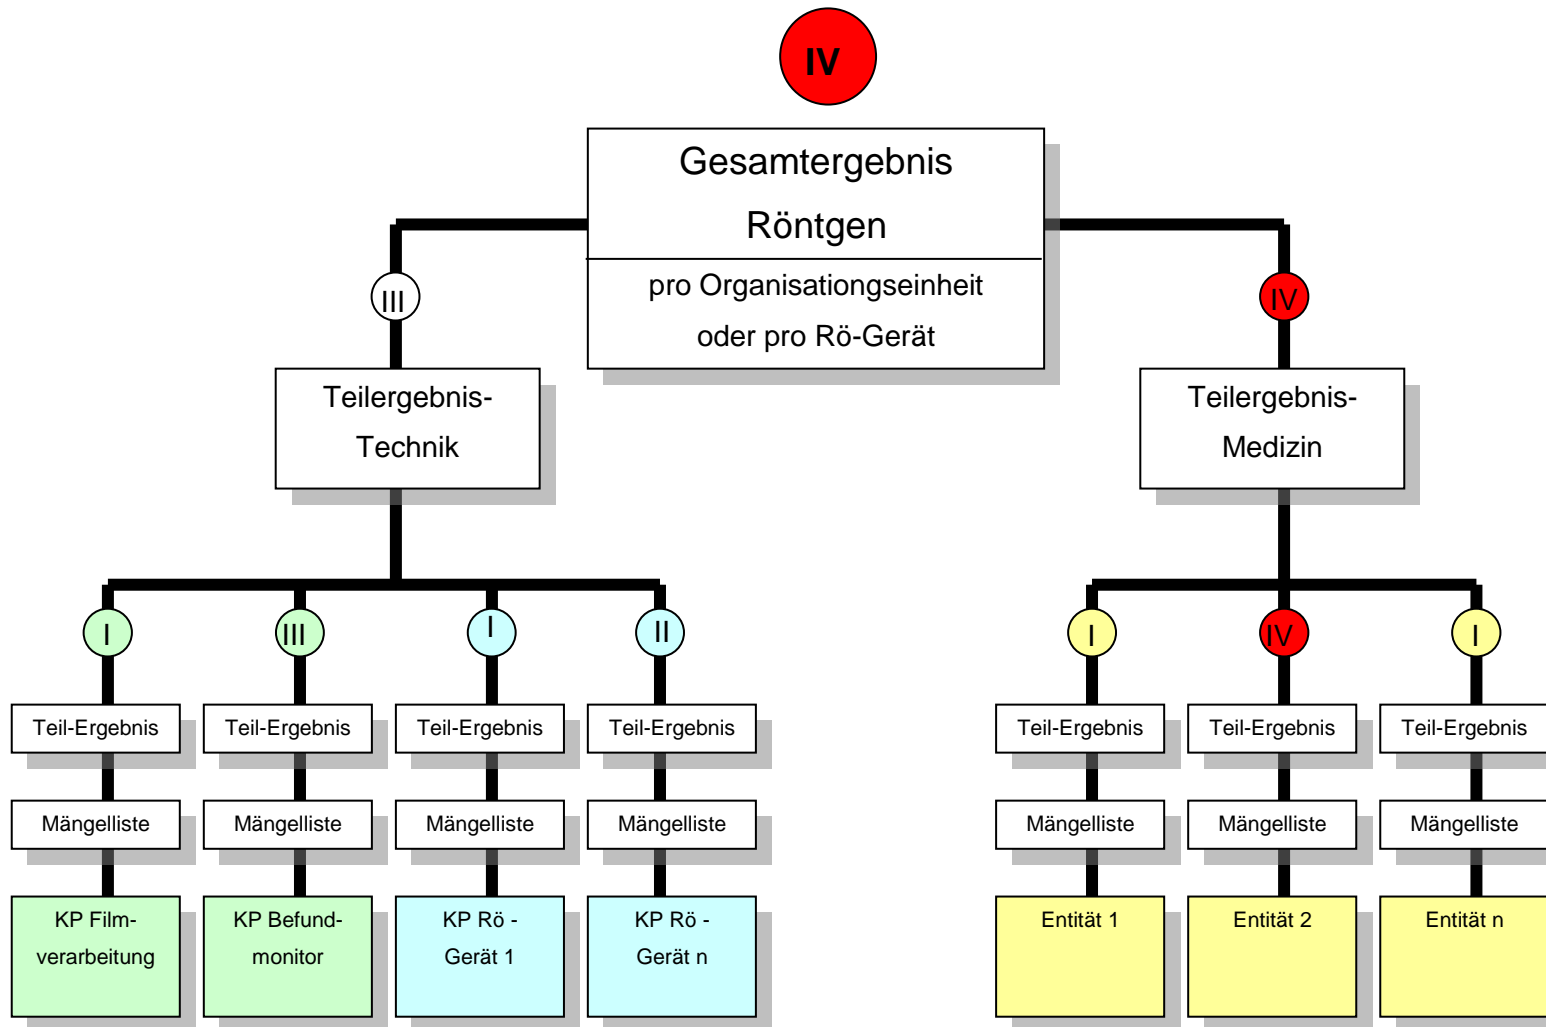 IV
Gesamtergebnis
Röntgen
pro Organisationgseinheit
oder pro Rö-Gerät
III
IV
Teilergebnis-
Technik
Teilergebnis-
Medizin
I
III
I
II
I
IV
I
Teil-Ergebnis
Teil-Ergebnis
Teil-Ergebnis
Teil-Ergebnis
Teil-Ergebnis
Teil-Ergebnis
Teil-Ergebnis
Mängelliste
Mängelliste
Mängelliste
Mängelliste
Mängelliste
Mängelliste
Mängelliste
KP Film-
verarbeitung
KP Befund-
monitor
KP Rö -
Gerät 1
KP Rö -
Gerät n
Entität 1
Entität 2
Entität n